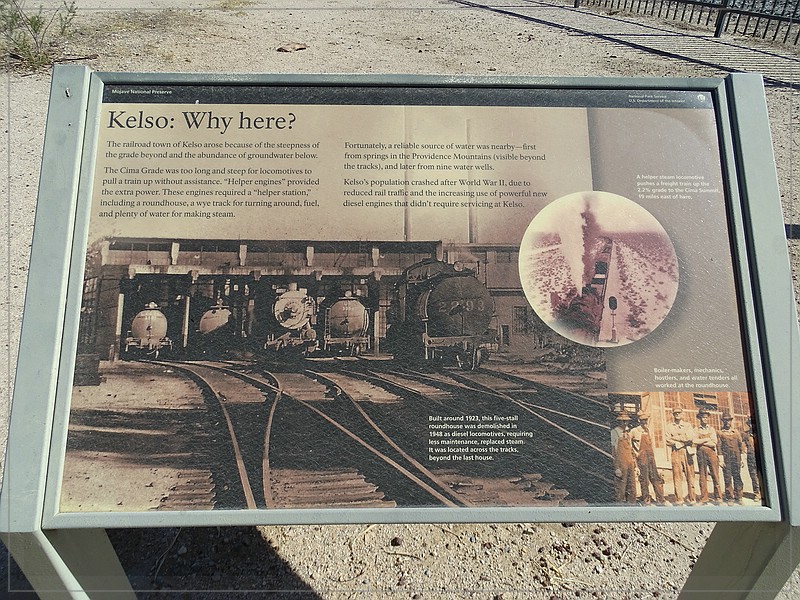 Mojave National Preserve
National Park Service
U.S. Department of the Interior
Kelso: Why here?
The railroad town of Kelso arose because of the steepness of
the grade beyond and the abundance of groundwater below.
The Cima Grade was too long and steep for locomotives to
pull a train up without assistance. “Helper engines” provided
the extra power. These engines required a “helper station,”
including a roundhouse, a wye track for turning around, fuel,
and plenty of water for making steam.
Fortunately, a reliable source of water was nearby—first
from springs in the Providence Mountains (visible beyond
the tracks), and later from nine water wells.
Kelso’s population crashed after World War II, due to
reduced rail traffic and the increasing use of powerful new
diesel engines that didn’t require servicing at Kelso.
A helper steam locomotive
pushes a freight train up the
2.2% grade to the Cima Summit,
19 miles east of here.
Built around 1923, this five-stall
roundhouse was demolished in
1948 as diesel locomotives, requiring
less maintenance, replaced steam.
It was located across the tracks,
beyond the last house.
Boiler-makers, mechanics,
hostlers, and water tenders all
worked at the roundhouse.